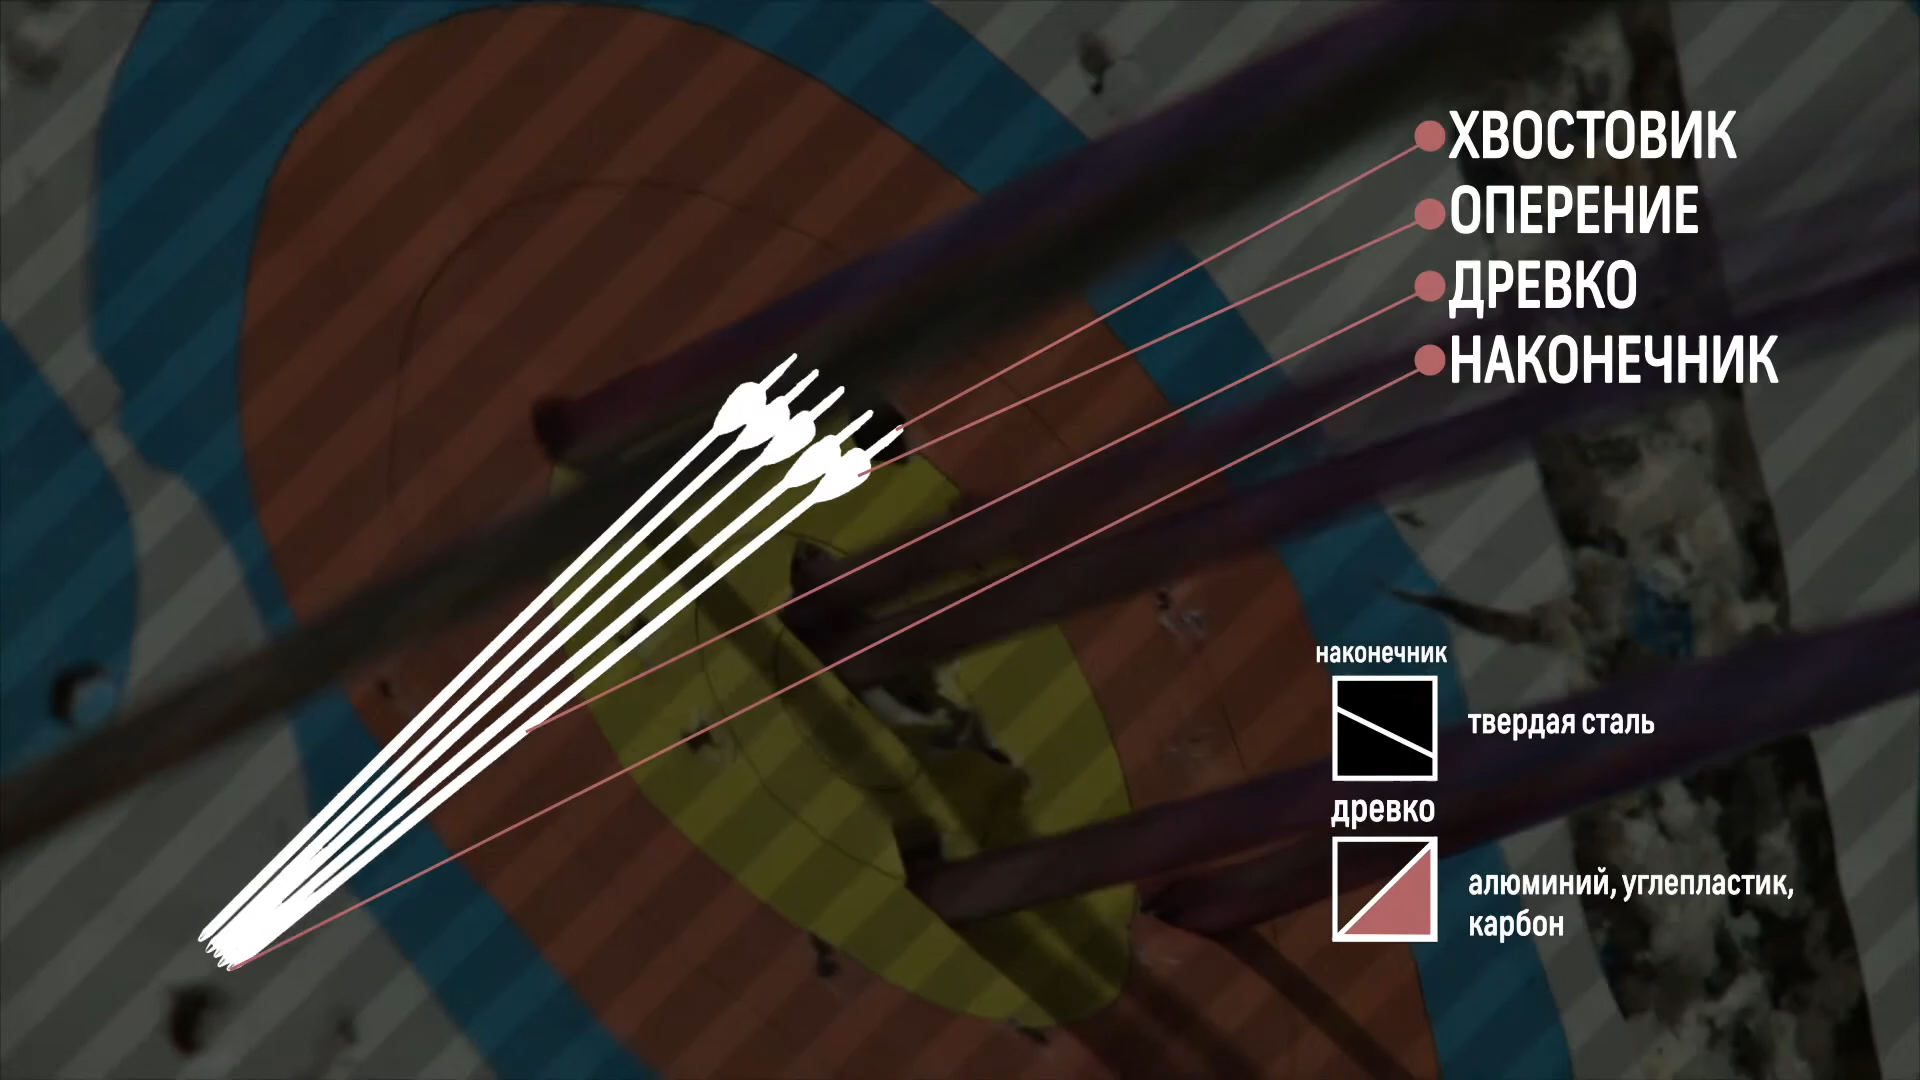 ХВОСТОВИК
ОПЕРЕНИЕ
ДРЕВКО
НАКОНЕЧНИК
наконечник
твердая сталь
древко
алюминий, углепластик,
карбон